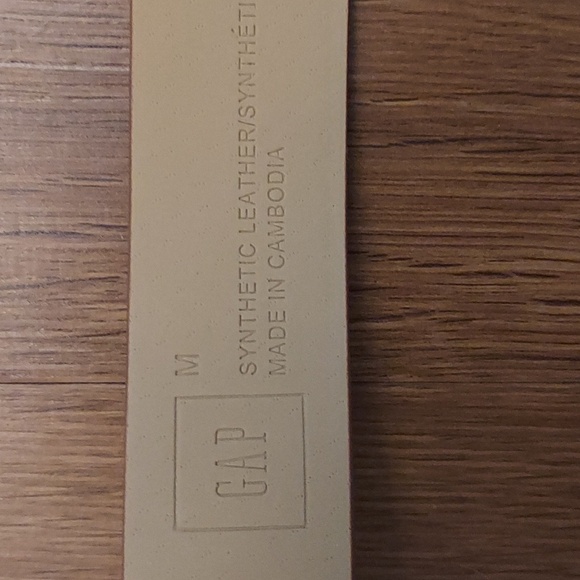 GAP
M
SYNTHETIC LEATHER/SYNTHÉTI
MADE IN CAMBODIA